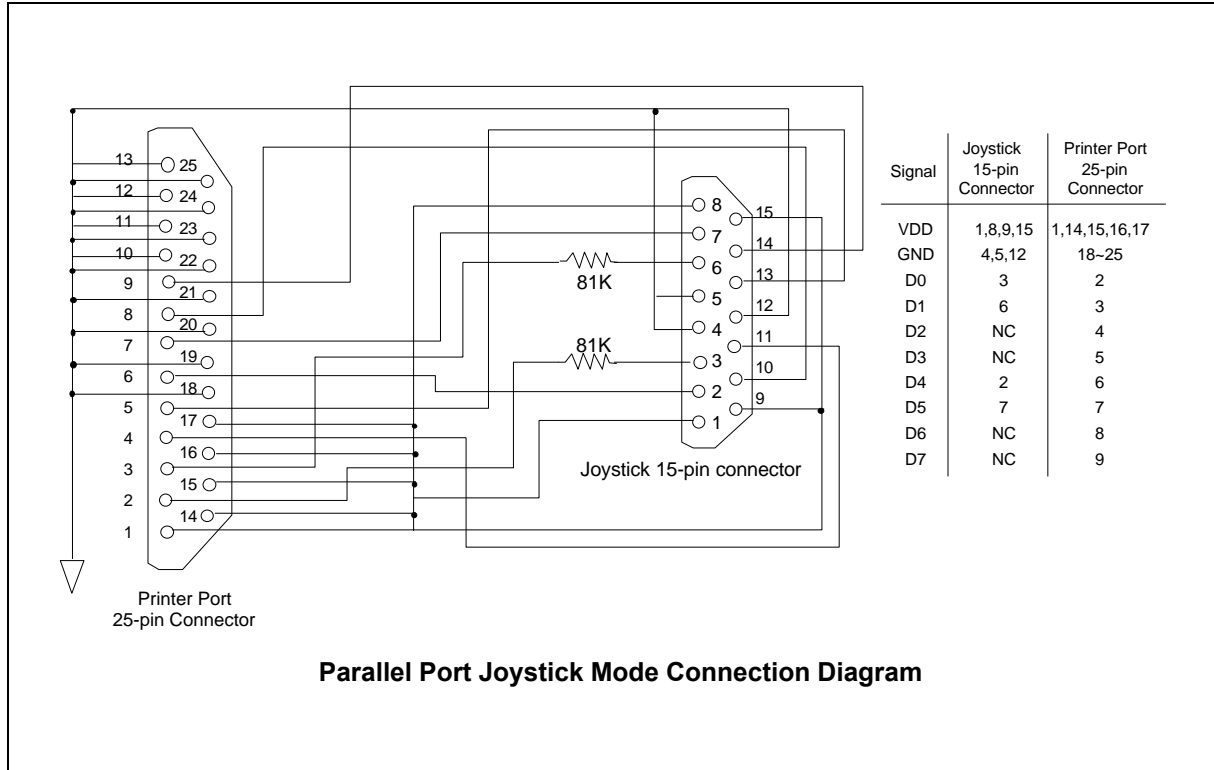 13
25
12
24
11
23
10
22
9
21
8
20
7
19
6
18
5
17
4
16
3
15
2
14
1
Printer Port
25-pin Connector
81K
81K
8
15
7
14
6
13
5
12
4
11
3
10
2
9
1
Joystick 15-pin connector
Signal Joystick 15-pin Connector Printer Port 25-pin Connector
VDD 1,8,9,15 1,14,15,16,17
GND 4,5,12 18~25
D0 3 2
D1 6 3
D2 NC 4
D3 NC 5
D4 2 6
D5 7 7
D6 NC 8
D7 NC 9
Parallel Port Joystick Mode Connection Diagram